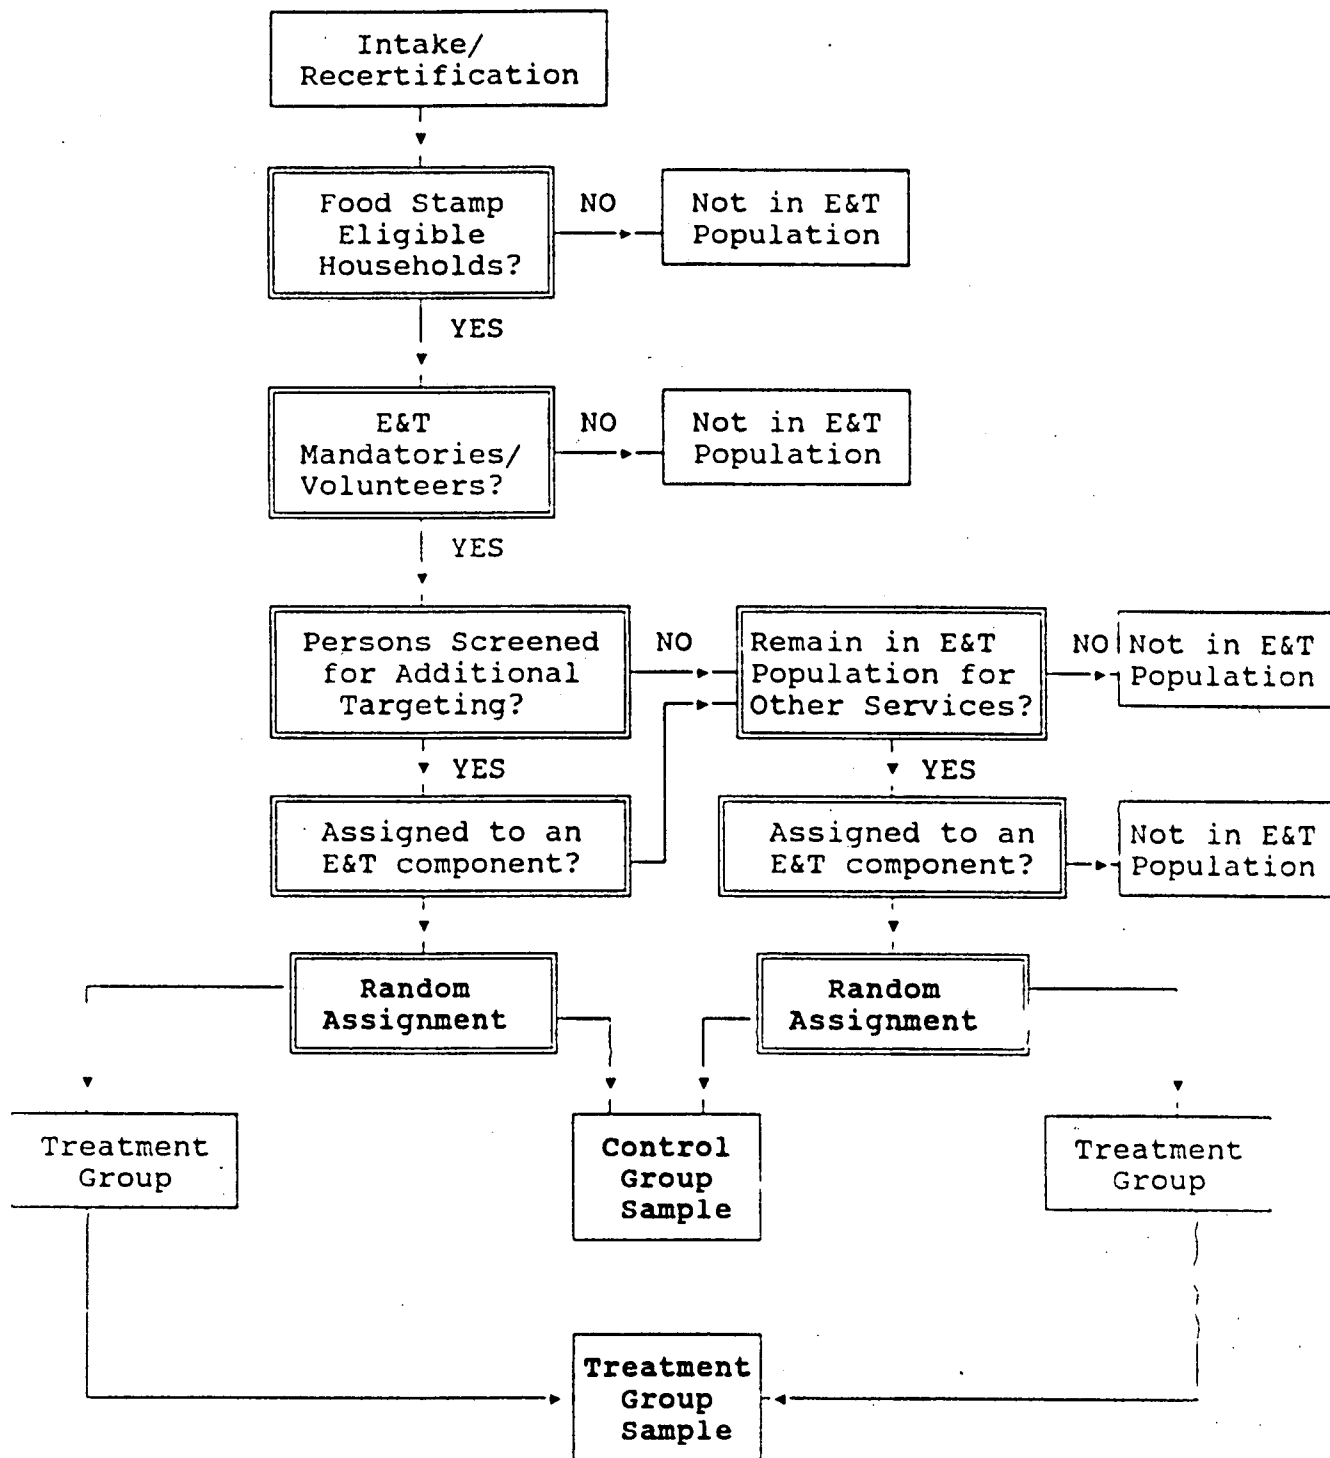 Intake/
Recertification
Food Stamp
Eligible
Households?
NO
Not in E&T
Population
YES
E&T
Mandatories/
Volunteers?
NO
Not in E&T
Population
YES
Persons Screened
for Additional
Targeting?
NO
Remain in E&T
Population for
Other Services?
NO
Not in E&T
Population
YES
YES
Assigned to an
E&T component?
Assigned to an
E&T component?
Not in E&T
Population
Random
Assignment
Random
Assignment
Treatment
Group
Control
Group
Sample
Treatment
Group
Treatment
Group
Sample